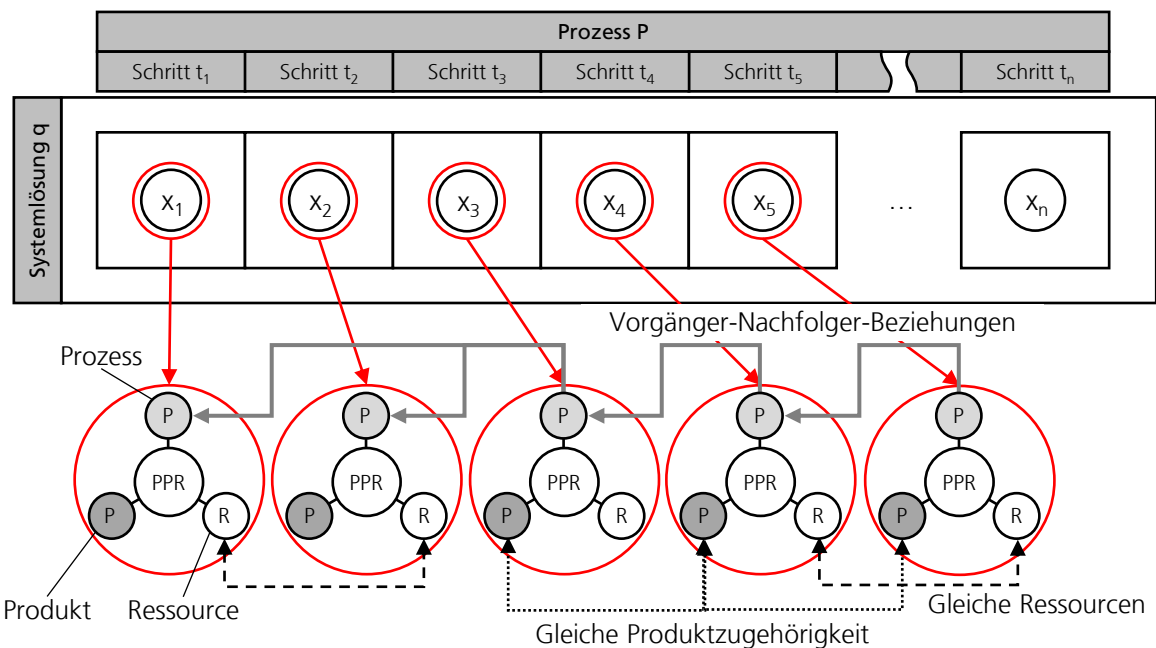 Prozess P
Schritt t₁ Schritt t₂ Schritt t₃ Schritt t₄ Schritt t₅ Schritt tₙ
Systemlösung q
X₁ X₂ X₃ X₄ X₅ ... Xₙ
Vorgänger-Nachfolger-Beziehungen
Prozess
P P P P P
PPR PPR PPR PPR PPR
P R P R P R P R P R
Produkt Ressource Gleiche Ressourcen
Gleiche Produktzugehörigkeit